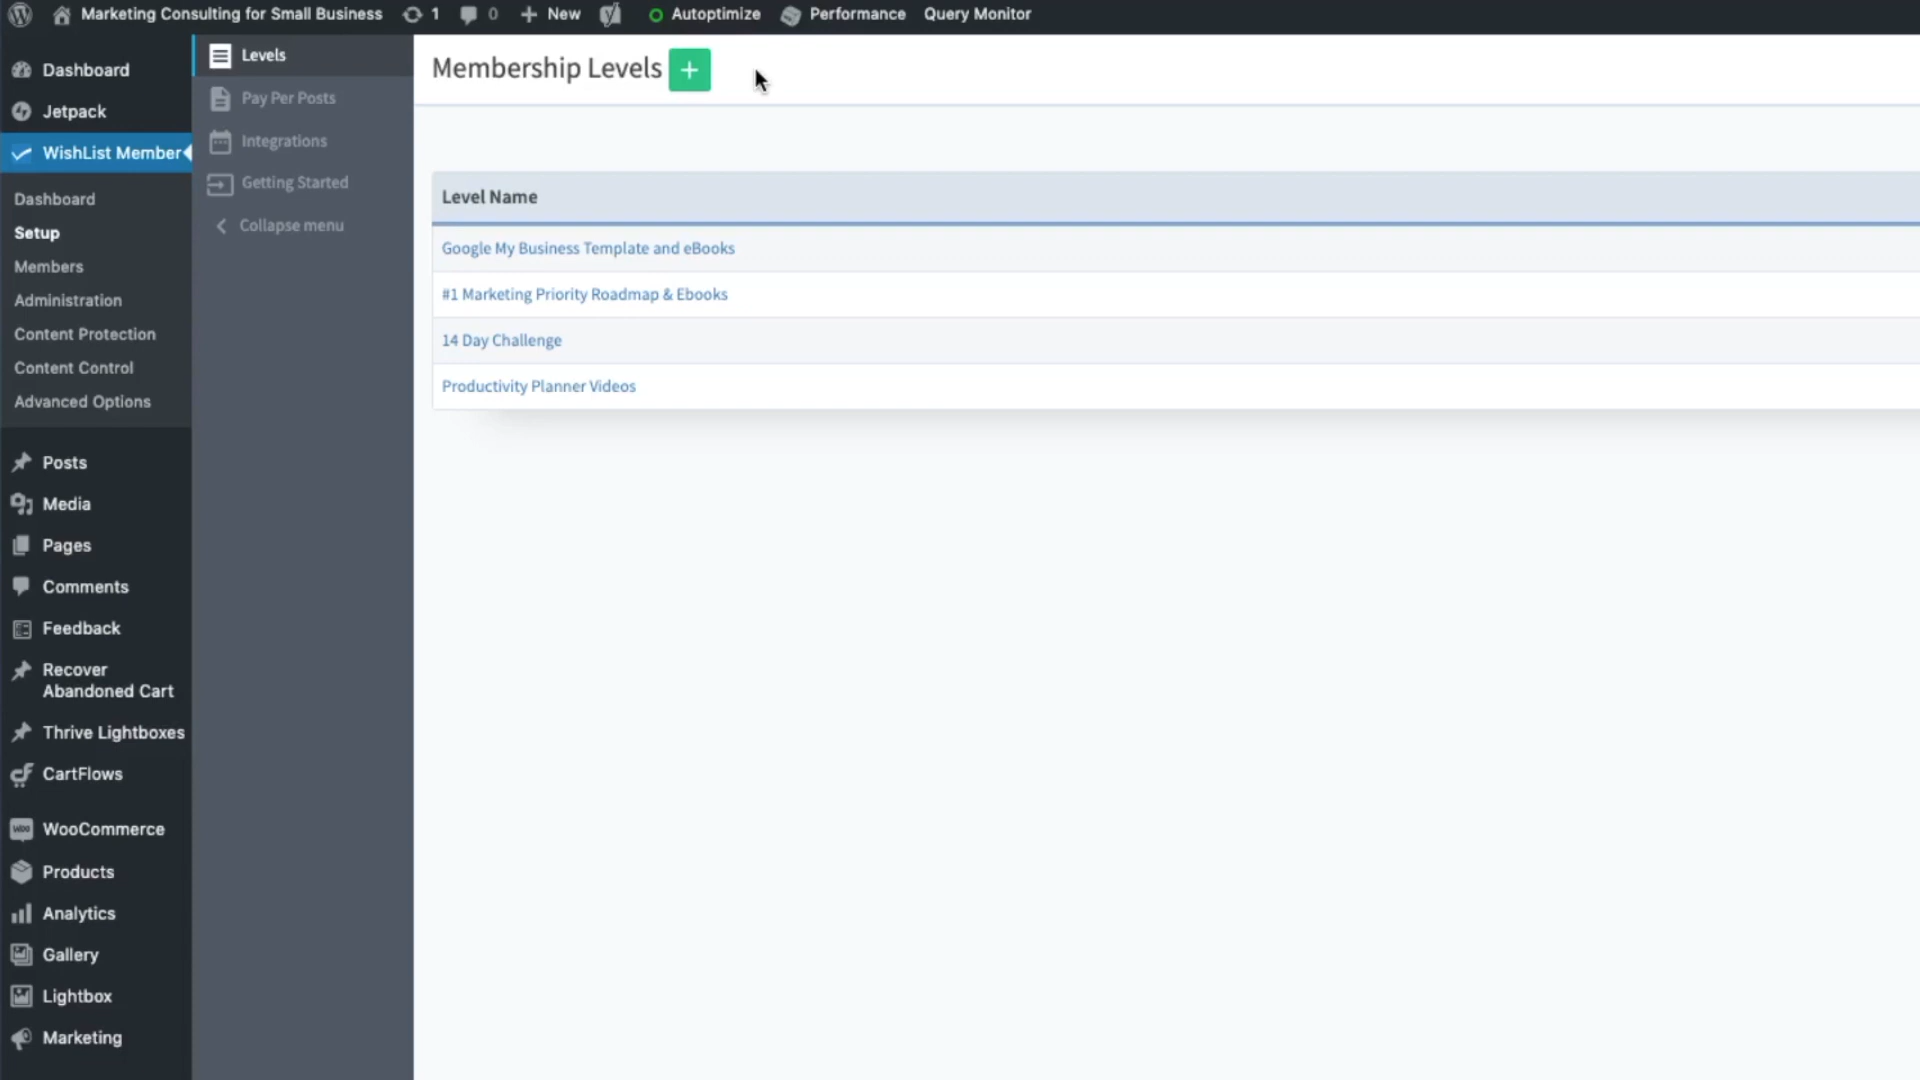 Marketing Consulting for Small Business 1 0 New Autoptimize Performance Query Monitor
Dashboard
Jetpack
WishList Member
Dashboard
Setup
Members
Administration
Content Protection
Content Control
Advanced Options
Posts
Media
Pages
Comments
Feedback
Recover
Abandoned Cart
Thrive Lightboxes
CartFlows
WooCommerce
Products
Analytics
Gallery
Lightbox
Marketing
Levels
Pay Per Posts
Integrations
Getting Started
Collapse menu
Membership Levels +
Level Name
Google My Business Template and eBooks
#1 Marketing Priority Roadmap & Ebooks
14 Day Challenge
Productivity Planner Videos